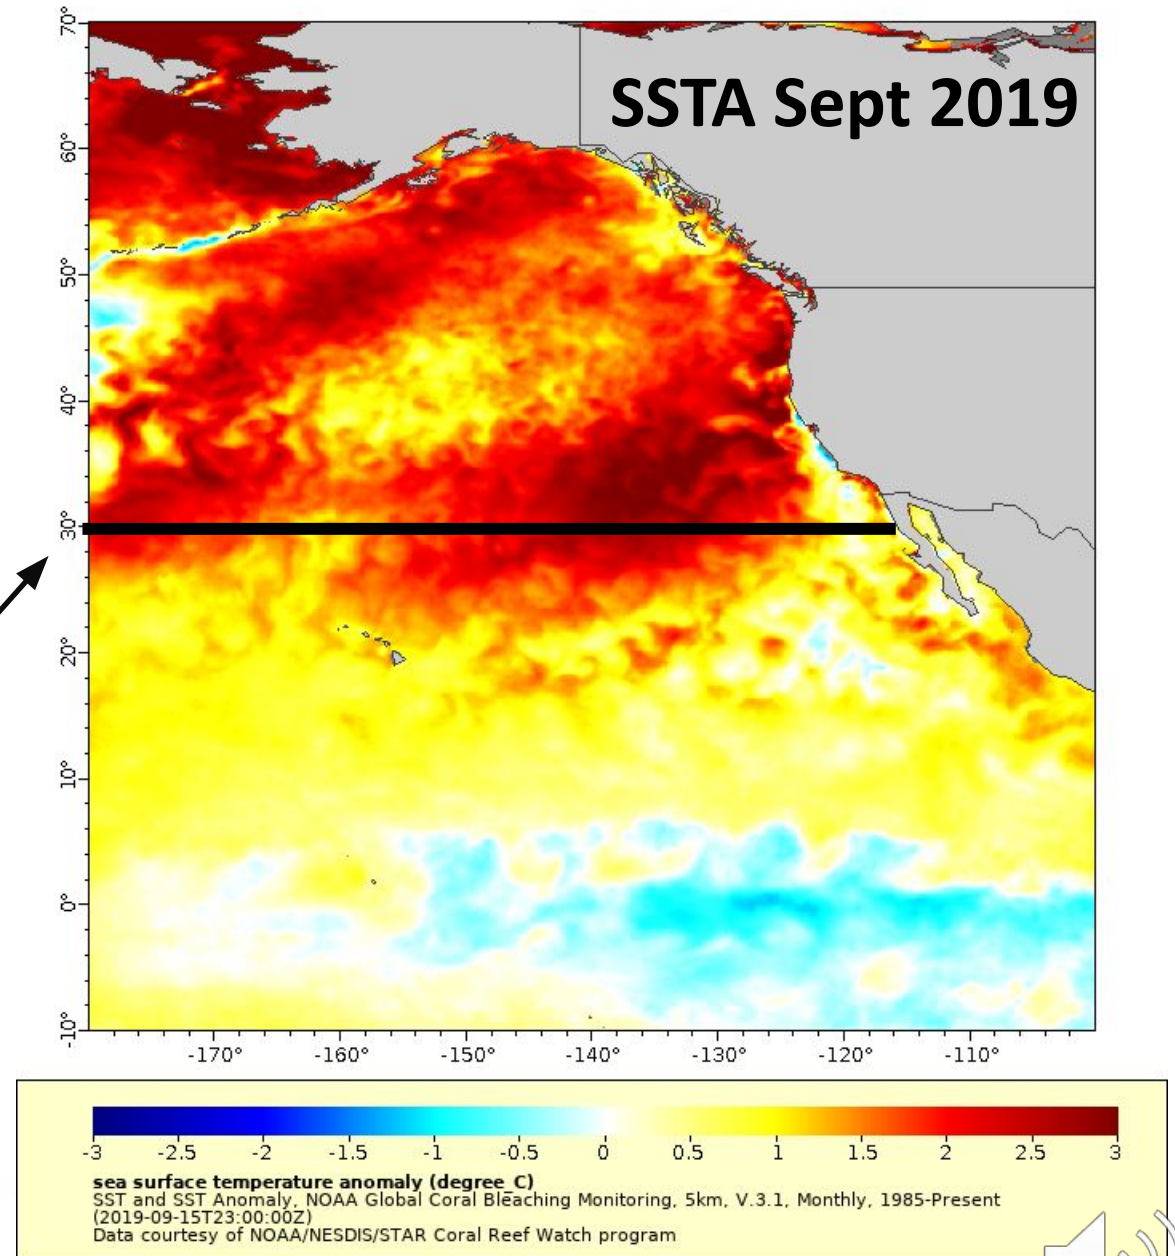 SSTA Sept 2019
70°
60°
50°
40°
30°
20°
10°
0°
-10°
-170° -160° -150° -140° -130° -120° -110°
-3 -2.5 -2 -1.5 -1 -0.5 0 0.5 1 1.5 2 2.5 3
sea surface temperature anomaly (degree_C)
SST and SST Anomaly, NOAA Global Coral Bleaching Monitoring, 5km, V.3.1, Monthly, 1985-Present
(2019-09-15T23:00:00Z)
Data courtesy of NOAA/NESDIS/STAR Coral Reef Watch program